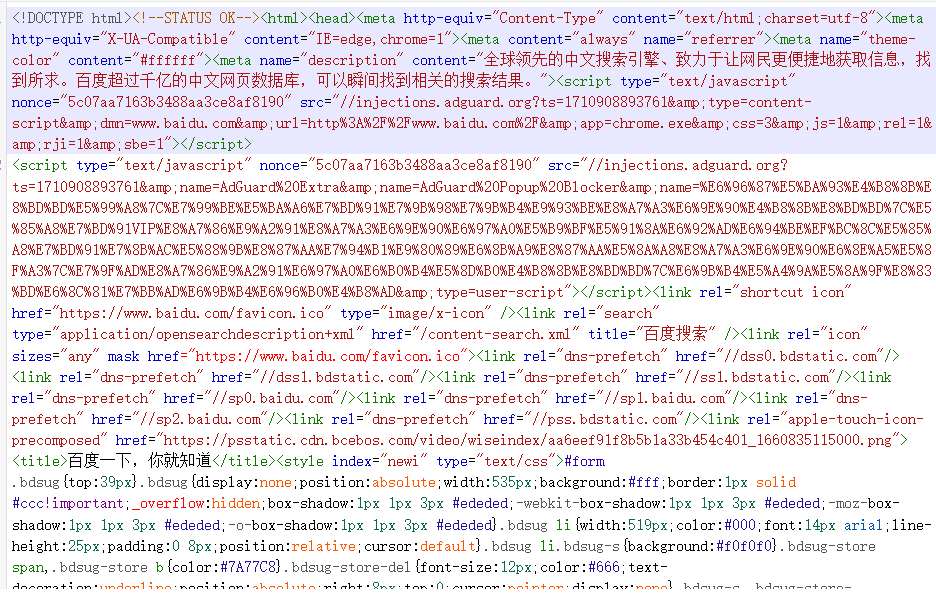 <!DOCTYPE html><!--STATUS OK--><html><head><meta http-equiv="Content-Type" content="text/html;charset=utf-8"><meta
http-equiv="X-UA-Compatible" content="IE=edge,chrome=1"><meta content="always" name="referrer"><meta name="theme-
color" content="#ffffff"><meta name="description" content="全球领先的中文搜索引擎、致力于让网民更便捷地获取信息，找
到所求。百度超过千亿的中文网页数据库，可以瞬间找到相关的搜索结果。"><script type="text/javascript"
nonce="5c07aa7163b3488aa3ce8af8190" src="//injections.adguard.org?ts=1710908893761&amp;type=content-
script&amp;dmn=www.baidu.com&amp;url=http%3A%2F%2Fwww.baidu.com%2F&amp;app=chrome.exe&amp;css=3&amp;js=1&amp;rel=1&
amp;rji=1&amp;sbe=1"></script>
<script type="text/javascript" nonce="5c07aa7163b3488aa3ce8af8190" src="//injections.adguard.org?
ts=1710908893761&amp;name=AdGuard%20Extra&amp;name=AdGuard%20Popup%20Blocker&amp;name=%E6%96%87%E5%BA%93%E4%B8%8B%E
8%BD%BD%E5%99%A8%7C%E7%99%BE%E5%BA%A6%E7%BD%91%E7%9B%98%E7%9B%B4%E9%93%BE%E8%A7%A3%E6%9E%90%E4%B8%8B%E8%BD%BD%7C%E5
%85%A8%E7%BD%91VIP%E8%A7%86%E9%A2%91%E8%A7%A3%E6%9E%90%E6%97%A0%E5%B9%BF%E5%91%8A%E6%92%AD%E6%94%BE%EF%BC%8C%E5%85%
A8%E7%BD%91%E7%8B%AC%E5%88%9B%E8%87%AA%E7%94%B1%E9%80%89%E6%8B%A9%E8%87%AA%E5%8A%A8%E8%A7%A3%E6%9E%90%E6%8E%A5%E5%8
F%A3%7C%E7%9F%AD%E8%A7%86%E9%A2%91%E6%97%A0%E6%B0%B4%E5%8D%B0%E4%B8%8B%E8%BD%BD%7C%E6%9B%B4%E5%A4%9A%E5%8A%9F%E8%83
%BD%E6%8C%81%E7%BB%AD%E6%9B%B4%E6%96%B0%E4%B8%AD&amp;type=user-script"></script><link rel="shortcut icon"
href="https://www.baidu.com/favicon.ico" type="image/x-icon" /><link rel="search"
type="application/opensearchdescription+xml" href="/content-search.xml" title="百度搜索" /><link rel="icon"
sizes="any" mask href="https://www.baidu.com/favicon.ico"><link rel="dns-prefetch" href="//dss0.bdstatic.com"/>
<link rel="dns-prefetch" href="//dss1.bdstatic.com"/><link rel="dns-prefetch" href="//ss1.bdstatic.com"/><link
rel="dns-prefetch" href="//sp0.baidu.com"/><link rel="dns-prefetch" href="//sp1.baidu.com"/><link rel="dns-
prefetch" href="//sp2.baidu.com"/><link rel="dns-prefetch" href="//pss.bdstatic.com"/><link rel="apple-touch-icon-
precomposed" href="https://psstatic.cdn.bcebos.com/video/wiseindex/aa6eef91f8b5b1a33b454c401_1660835115000.png">
<title>百度一下，你就知道</title><style index="newi" type="text/css">#form
.bdsug{top:39px}.bdsug{display:none;position:absolute;width:535px;background:#fff;border:1px solid
#ccc!important;_overflow:hidden;box-shadow:1px 1px 3px #ededed;-webkit-box-shadow:1px 1px 3px #ededed;-moz-box-
shadow:1px 1px 3px #ededed;-o-box-shadow:1px 1px 3px #ededed}.bdsug li{width:519px;color:#000;font:14px arial;line-
height:25px;padding:0 8px;position:relative;cursor:default}.bdsug li.bdsug-s{background:#f0f0f0}.bdsug-store
span,.bdsug-store b{color:#7A77C8}.bdsug-store-del{font-size:12px;color:#666;text-
decoration:underline;position:absolute;right:8px;top:0;cursor:pointer;display:none}.bdsug-s .bdsug-store-